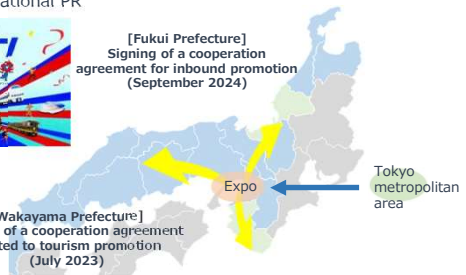 ational PR
[Fukui Prefecture]
Signing of a cooperation
agreement for inbound promotion
(September 2024)
Expo
Tokyo
metropolitan
area
Wakayama Prefecture]
of a cooperation agreement
ted to tourism promotion
(July 2023)